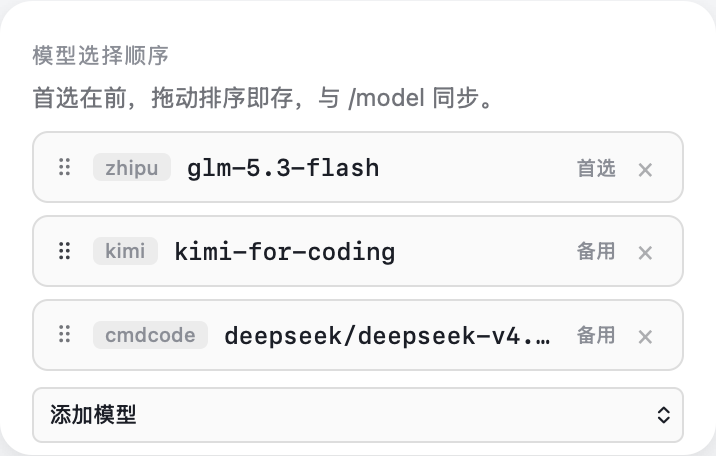 模型选择顺序
首选在前，拖动排序即存，与 /model 同步。
zhipu glm-5.3-flash 首选 ×
kimi kimi-for-coding 备用 ×
cmdcode deepseek/deepseek-v4.… 备用 ×
添加模型